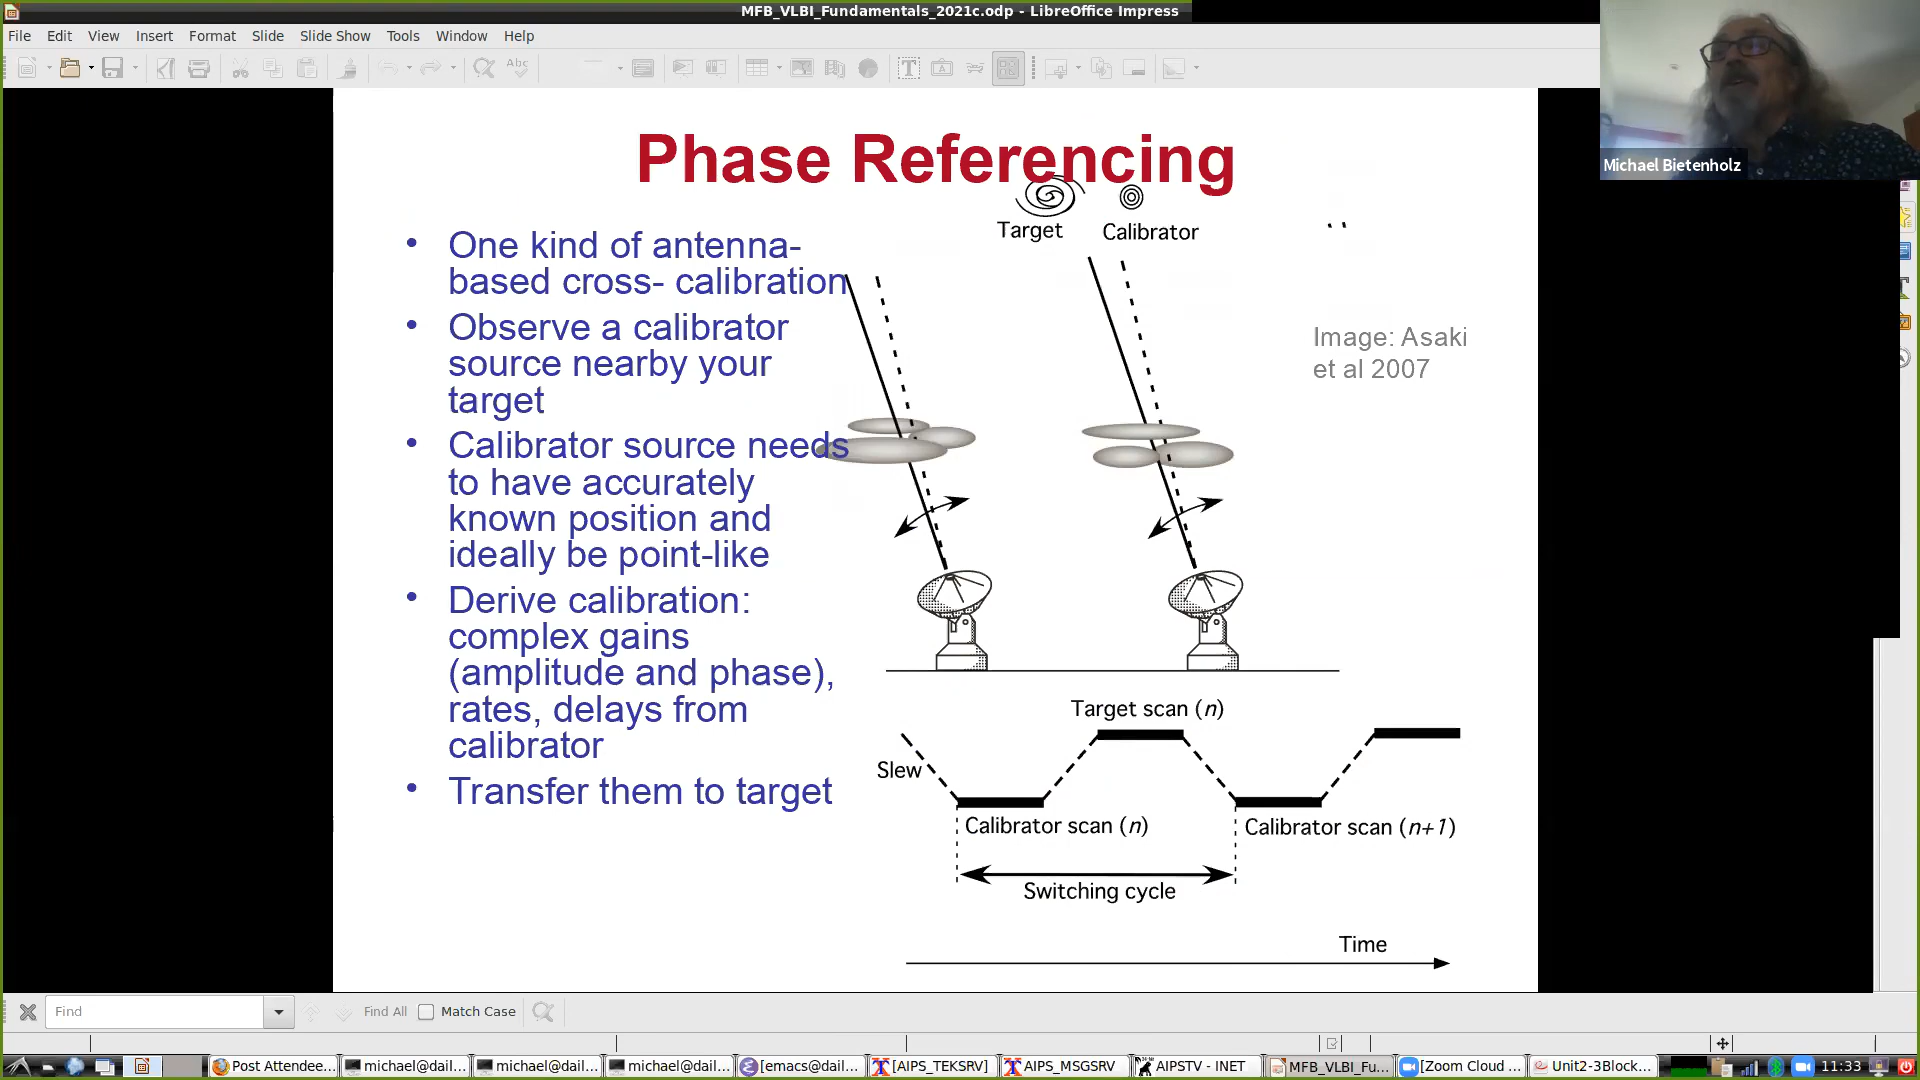 MFB_VLBI_Fundamentals_2021c.odp - LibreOffice Impress
File Edit View Insert Format Slide Slide Show Tools Window Help
Michael Bietenholz
Phase Referencing
Target Calibrator
• One kind of antenna-
based cross- calibration
• Observe a calibrator
source nearby your
target
• Calibrator source needs
to have accurately
known position and
ideally be point-like
• Derive calibration:
complex gains
(amplitude and phase),
rates, delays from
calibrator
• Transfer them to target
Image: Asaki
et al 2007
Target scan (n)
Slew
Calibrator scan (n)
Calibrator scan (n+1)
Switching cycle
Time
Find
Find All
Match Case
Post Attendee...
michael@dail...
michael@dail...
michael@dail...
[emacs@dail...
[AIPS_TEKSRV]
AIPS_MSGSRV
AIPSTV - INET
MFB_VLBI_Fu...
[Zoom Cloud ...
Unit2-3Block...
11:33